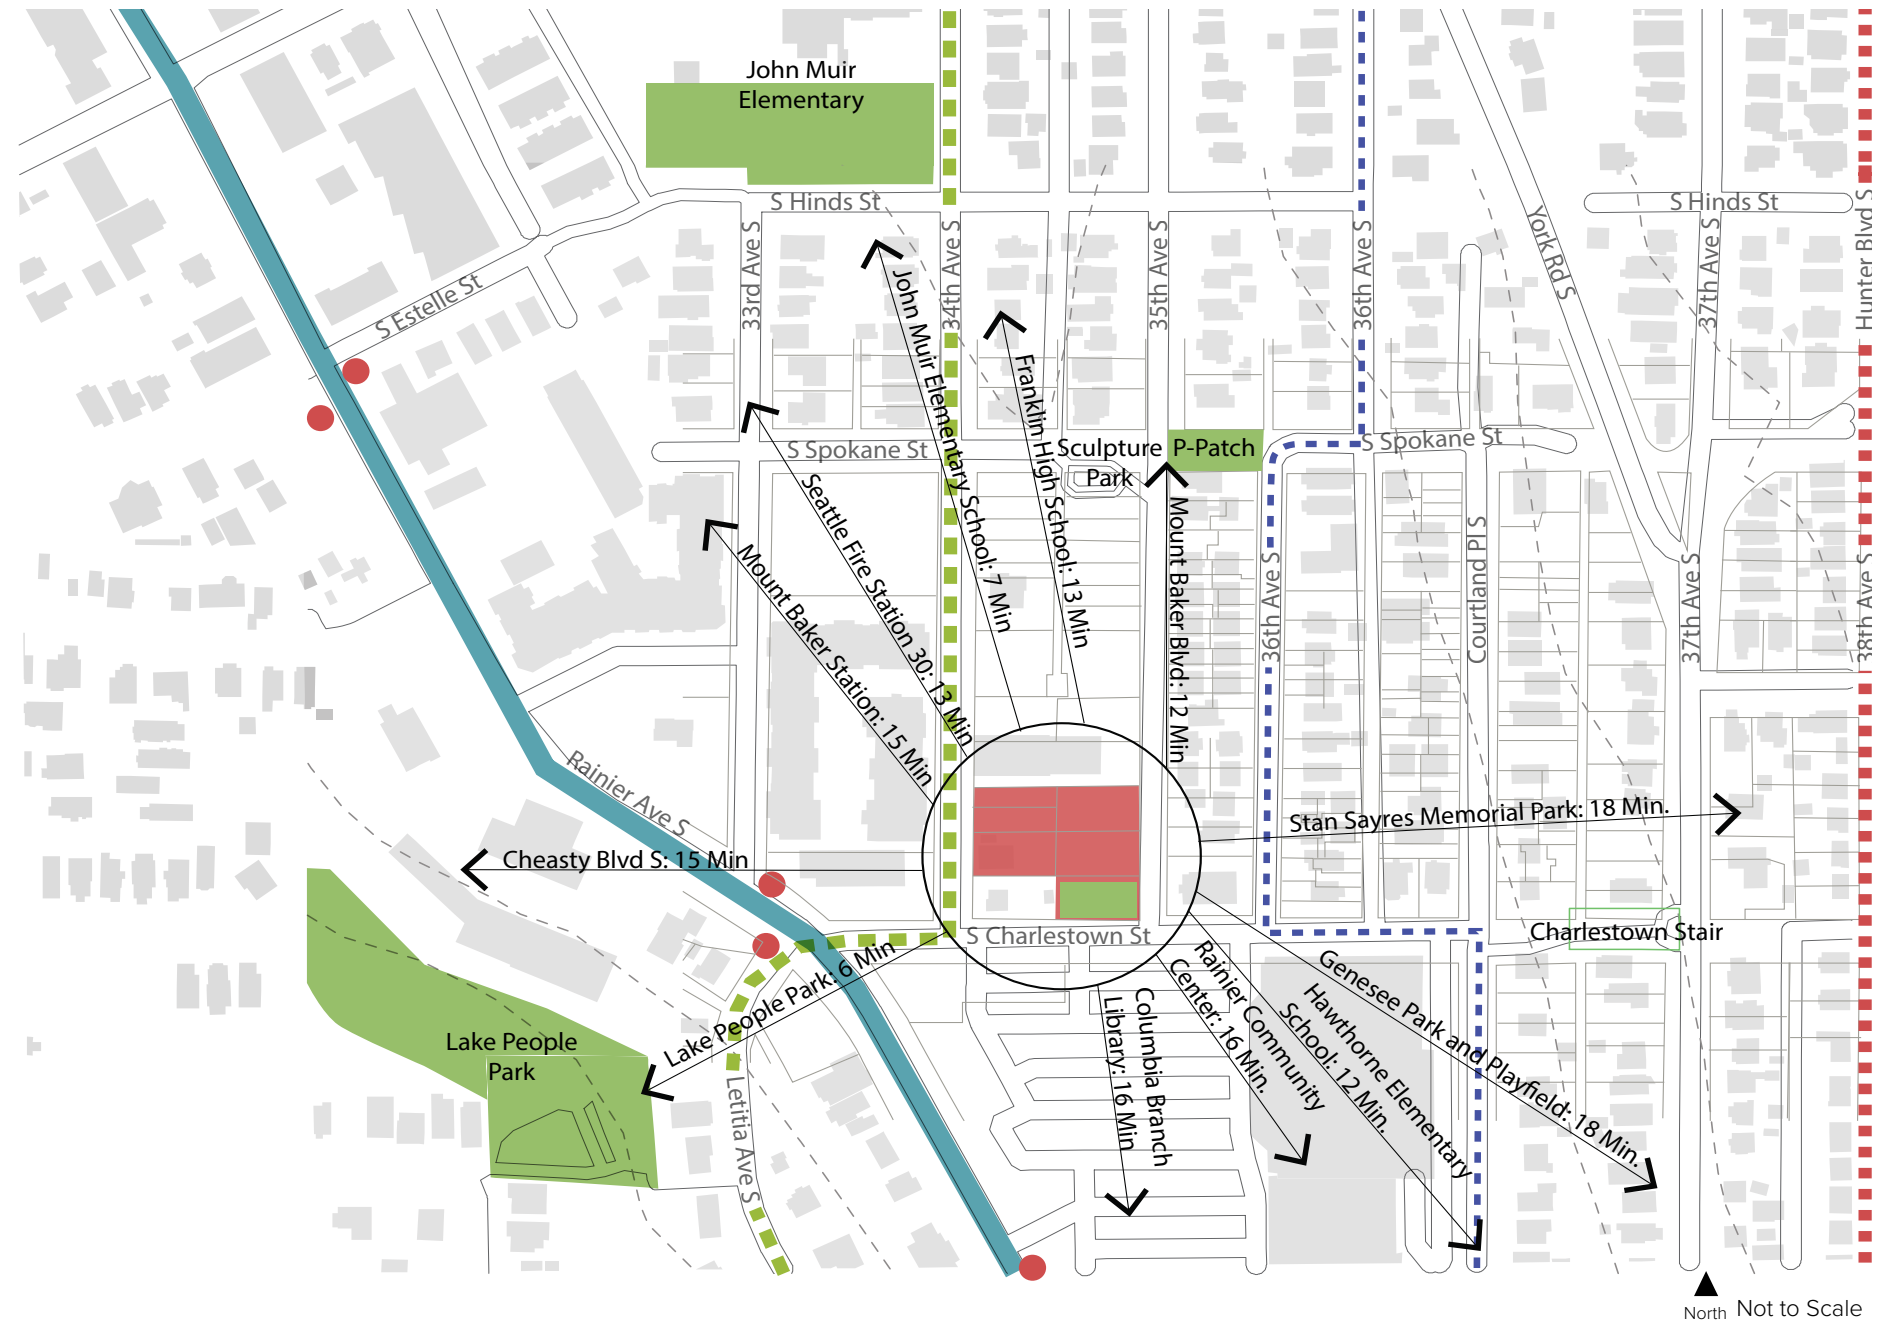 John Muir
Elementary
S Hinds St
S Hinds St
33rd Ave S
34th Ave S
35th Ave S
36th Ave S
York Rd S
37th Ave S
Hunter Blvd S
S Estelle St
John Muir Elementary School: 7 Min
Franklin High School: 13 Min
S Spokane St
Sculpture
Park
P-Patch
S Spokane St
Seattle Fire Station 30: 13 Min
Mount Baker Station: 15 Min
Mount Baker Blvd: 12 Min
36th Ave S
Courtland Pl S
37th Ave S
38th Ave S
Rainier Ave S
Stan Sayres Memorial Park: 18 Min.
Cheasty Blvd S: 15 Min
S Charlestown St
Charlestown Stair
Lake People Park: 6 Min
Lake People
Park
Letitia Ave S
Columbia Branch
Library: 16 Min
Rainier Community
Center: 16 Min.
Hawthorne Elementary
School: 12 Min.
Genesee Park and Playfield: 18 Min.
North Not to Scale